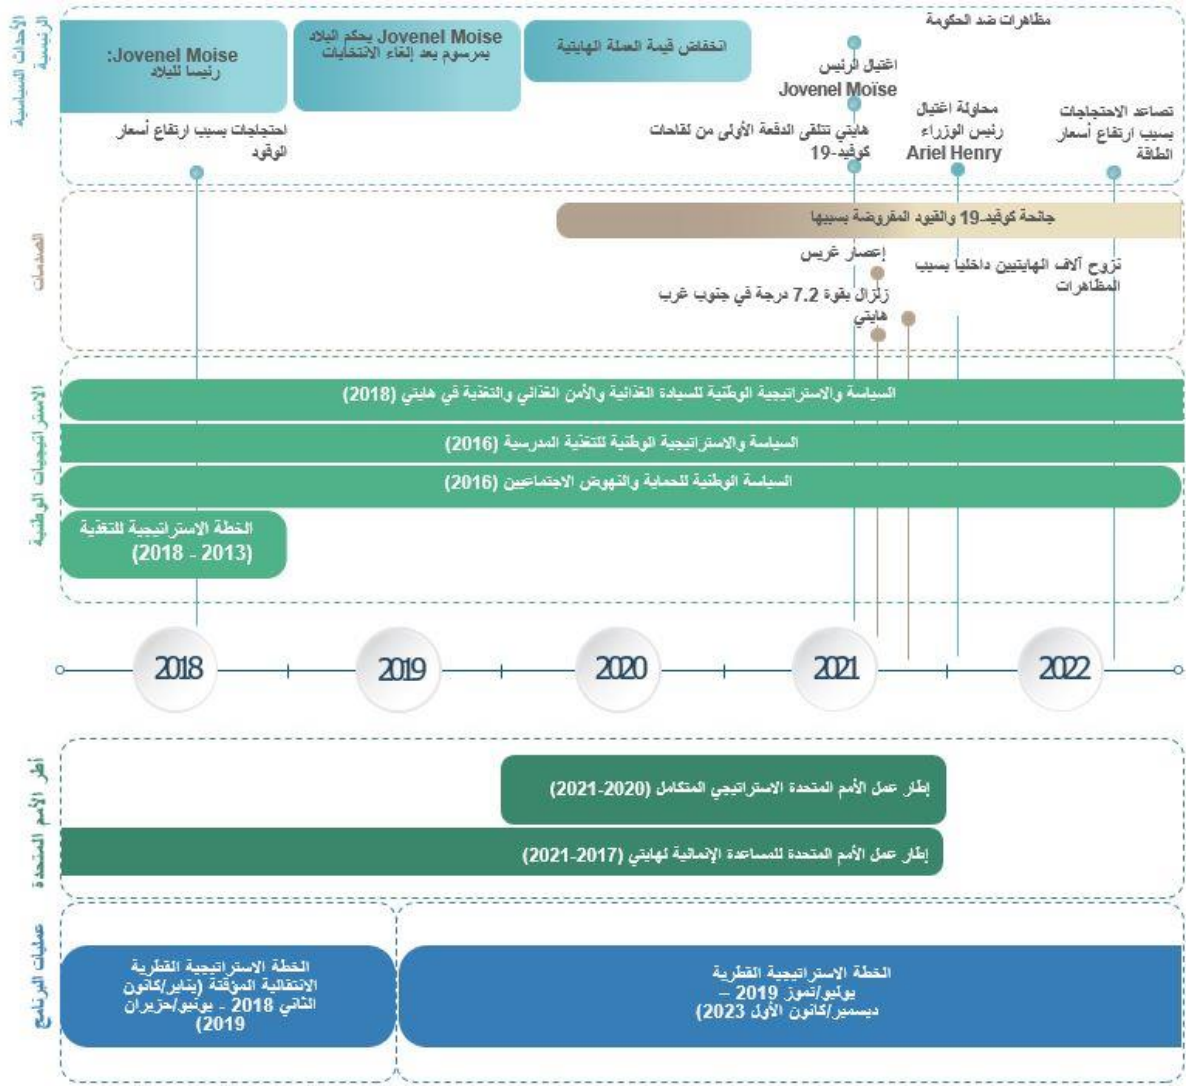 الأحداث السياسية
الرئيسية
Jovenel Moise:
رئيسا للبلاد
Jovenel Moise يحكم البلاد
بمرسوم بعد إلغاء الانتخابات
انخفاض قيمة العملة الهايتية
مظاهرات ضد الحكومة
اغتيال الرئيس
Jovenel Moïse
احتجاجات بسبب ارتفاع أسعار
الوقود
هايتي تتلقى الدفعة الأولى من لقاحات
كوفيد-19
محاولة اغتيال
رئيس الوزراء
Ariel Henry
تصاعد الاحتجاجات
بسبب ارتفاع أسعار
الطاقة
الصدمات
جائحة كوفيد-19 والقيود المفروضة بسببها
إعصار غريس
زلزال بقوة 7.2 درجة في جنوب غرب
هايتي
نزوح آلاف الهايتيين داخليا بسبب
المظاهرات
الاستراتيجيات الوطنية
السياسة والاستراتيجية الوطنية للسيادة الغذائية والأمن الغذائي والتغذية في هايتي (2018)
السياسة والاستراتيجية الوطنية للتغذية المدرسية (2016)
السياسة الوطنية للحماية والنهوض الاجتماعيين (2016)
الخطة الاستراتيجية للتغذية
(2013 - 2018)
2018
2019
2020
2021
2022
أطر الأمم المتحدة
إطار عمل الأمم المتحدة الاستراتيجي المتكامل (2020-2021)
إطار عمل الأمم المتحدة للمساعدة الإنمائية لهايتي (2017-2021)
عمليات البرنامج
الخطة الاستراتيجية القطرية
الانتقالية المؤقتة (يناير/كانون
الثاني 2018 - يونيو/حزيران
2019)
الخطة الاستراتيجية القطرية
يوليو/تموز 2019 –
ديسمبر/كانون الأول 2023)